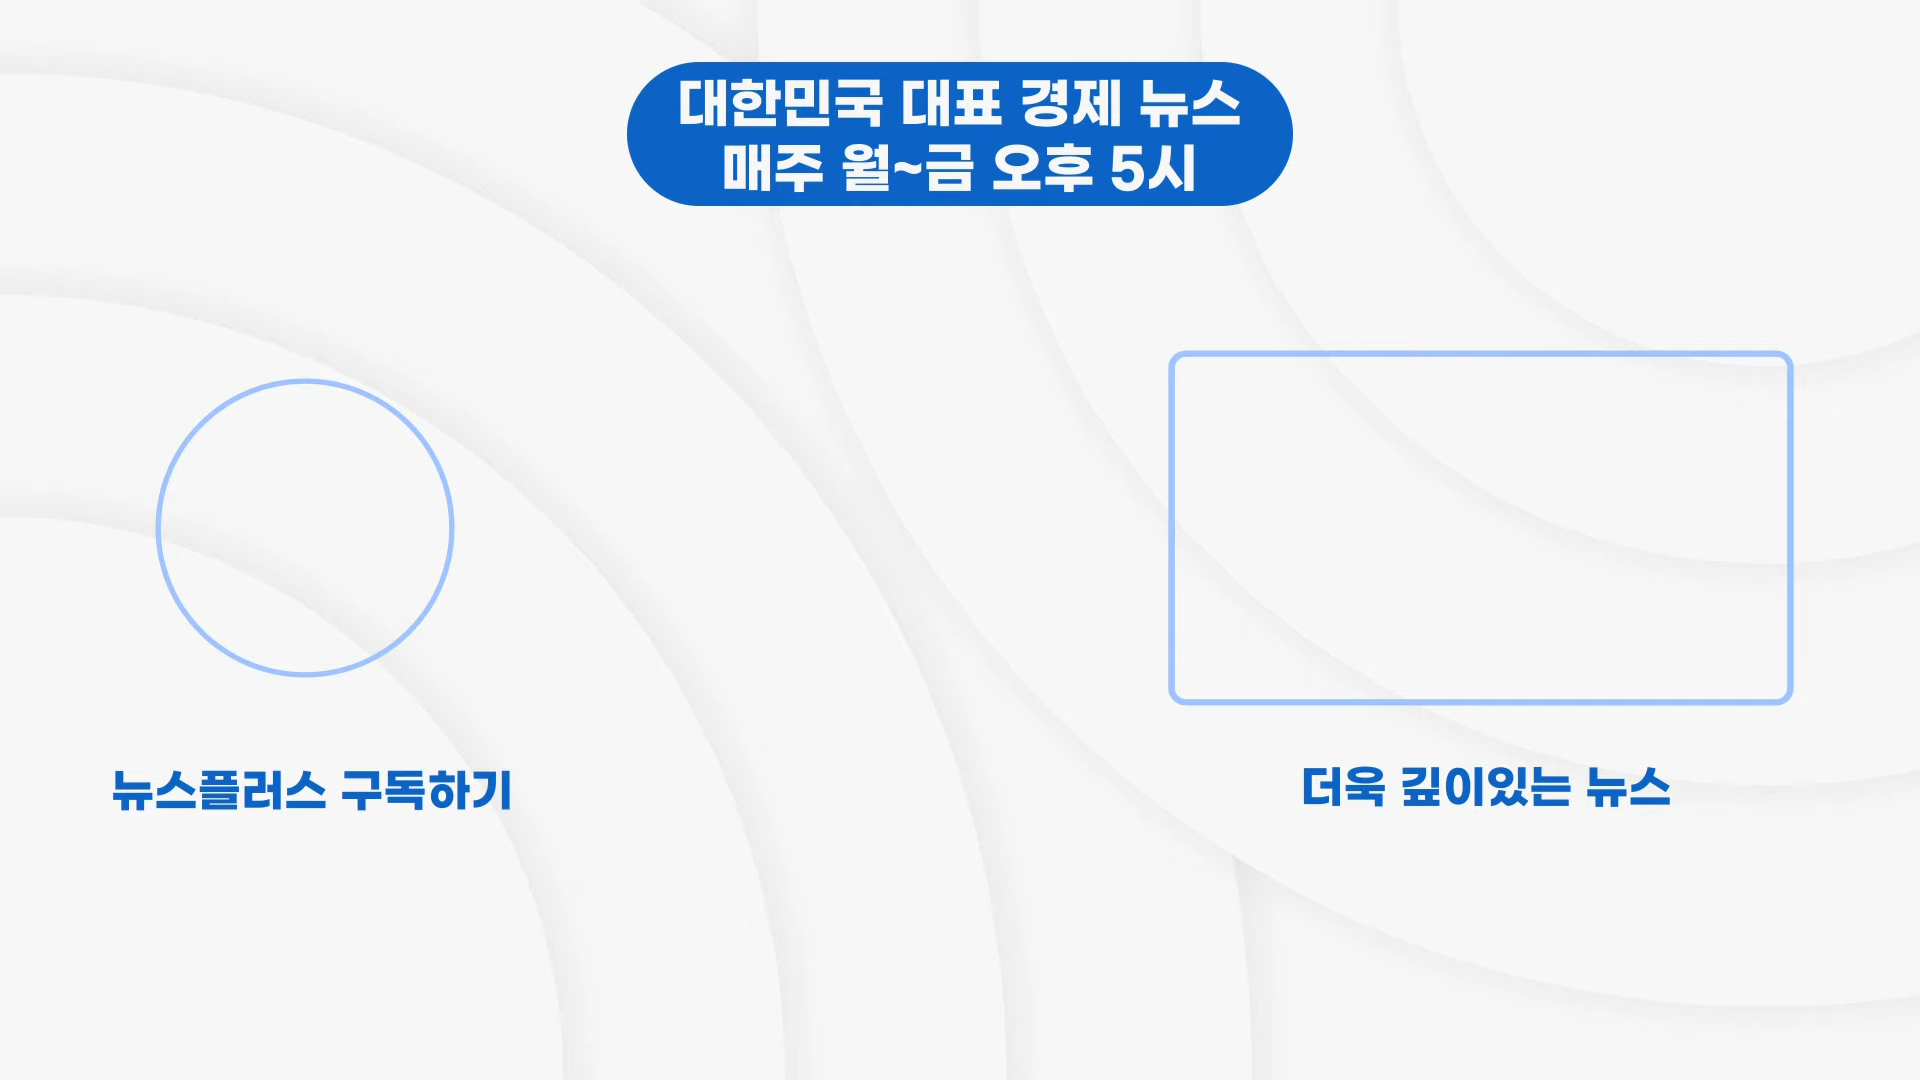 대한민국 대표 경제 뉴스
매주 월~금 오후 5시
뉴스플러스 구독하기
더욱 깊이있는 뉴스